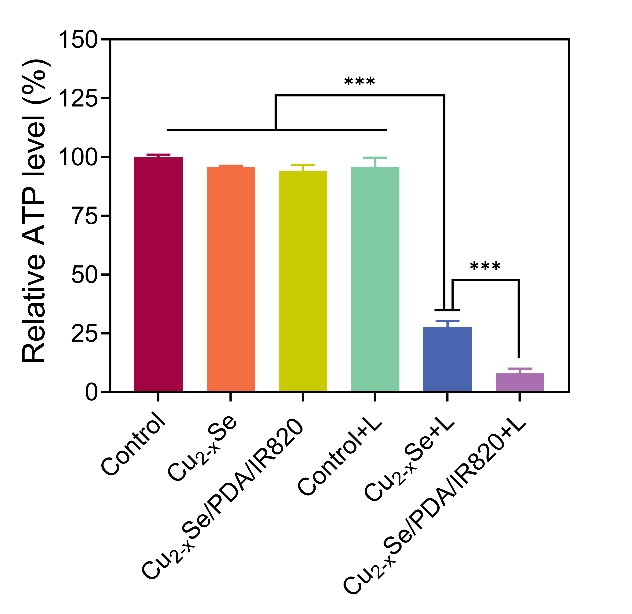 Relative ATP level (%)
150
125
100
75
50
25
0
***
***
Control
Cu2-xSe
Cu2-xSe/PDA/IR820
Control+L
Cu2-xSe+L
Cu2-xSe/PDA/IR820+L